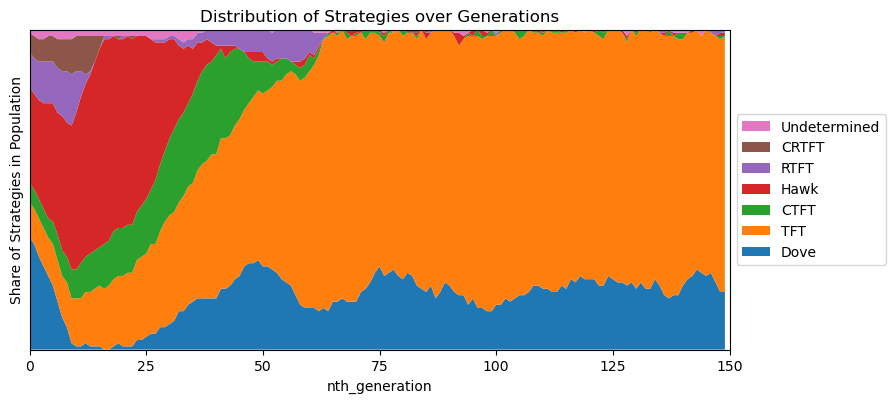 Distribution of Strategies over Generations
Share of Strategies in Population
Undetermined
CRTFT
RTFT
Hawk
CTFT
TFT
Dove
0 25 50 75 100 125 150
nth_generation